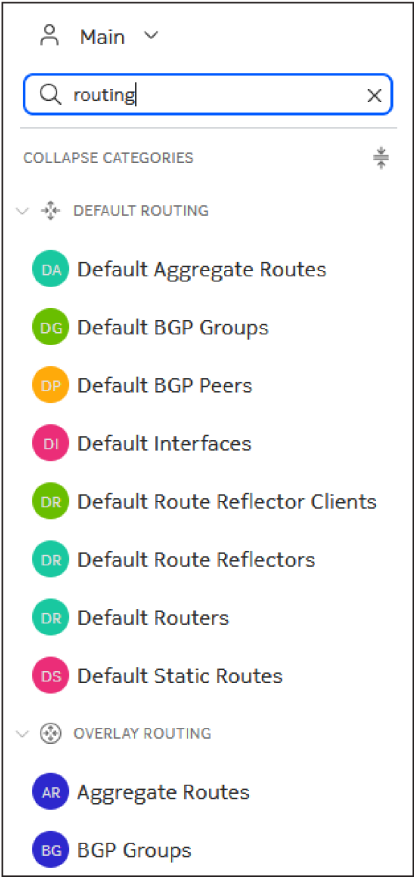 Main
routing
COLLAPSE CATEGORIES
DEFAULT ROUTING
DA Default Aggregate Routes
DG Default BGP Groups
DP Default BGP Peers
DI Default Interfaces
DR Default Route Reflector Clients
DR Default Route Reflectors
DR Default Routers
DS Default Static Routes
OVERLAY ROUTING
AR Aggregate Routes
BG BGP Groups